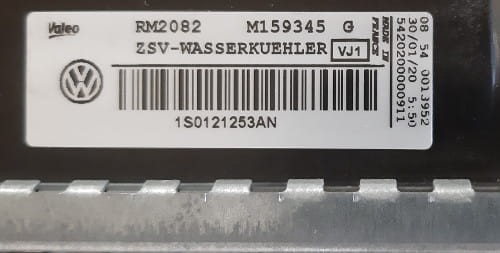 Valeo RM2082 M159345 G
ZSV-WASSERKUEHLER VJ1
1S0121253AN
MADE IN
FRANCE
08 54 0013952
30/01/20 5:50
5420200000911